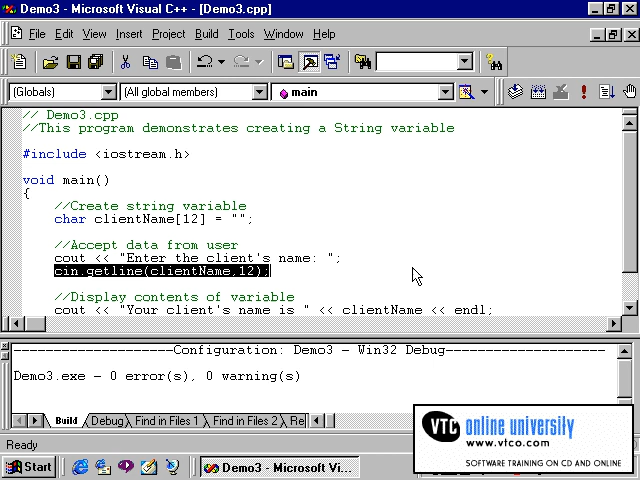 Demo3 - Microsoft Visual C++ - [Demo3.cpp]
File Edit View Insert Project Build Tools Window Help
(Globals) (All global members) main
// Demo3.cpp
//This program demonstrates creating a String variable
#include <iostream.h>
void main()
{
//Create string variable
char clientName[12] = "";
//Accept data from user
cout << "Enter the client's name: ";
cin.getline(clientName,12);
//Display contents of variable
cout << "Your client's name is " << clientName << endl;
--------------------Configuration: Demo3 - Win32 Debug--------------------
Demo3.exe - 0 error(s), 0 warning(s)
Build Debug Find in Files 1 Find in Files 2 Re
Ready
VTC online university
www.vtco.com
SOFTWARE TRAINING ON CD AND ONLINE
Start Demo3 - Microsoft Vi...